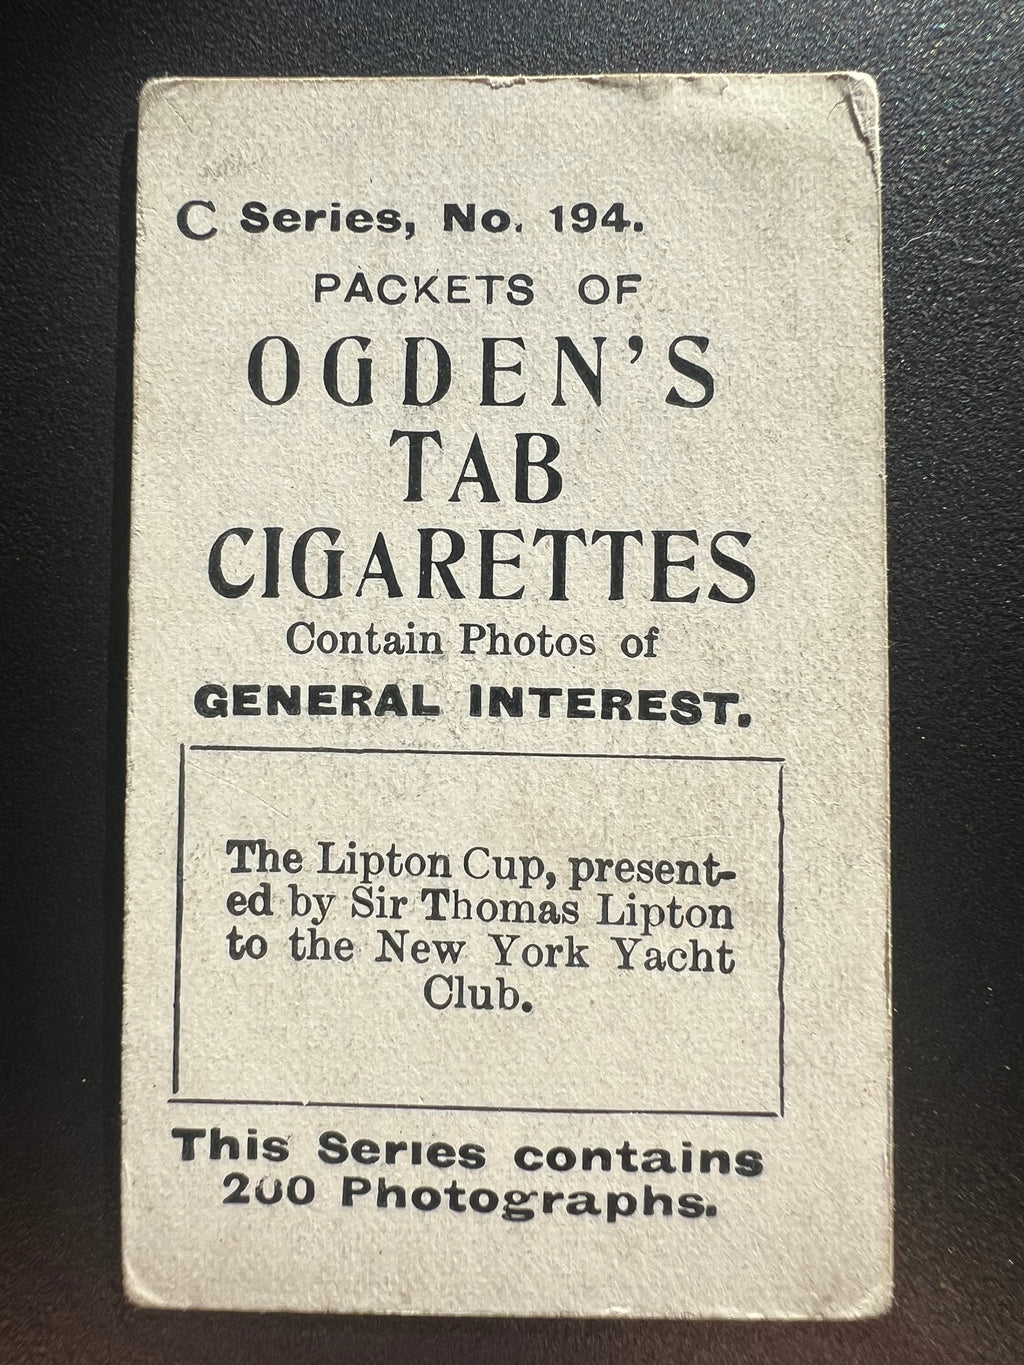 C Series, No. 194.
PACKETS OF
OGDEN'S
TAB
CIGARETTES
Contain Photos of
GENERAL INTEREST.
The Lipton Cup, present-
ed by Sir Thomas Lipton
to the New York Yacht
Club.
This Series contains
200 Photographs.